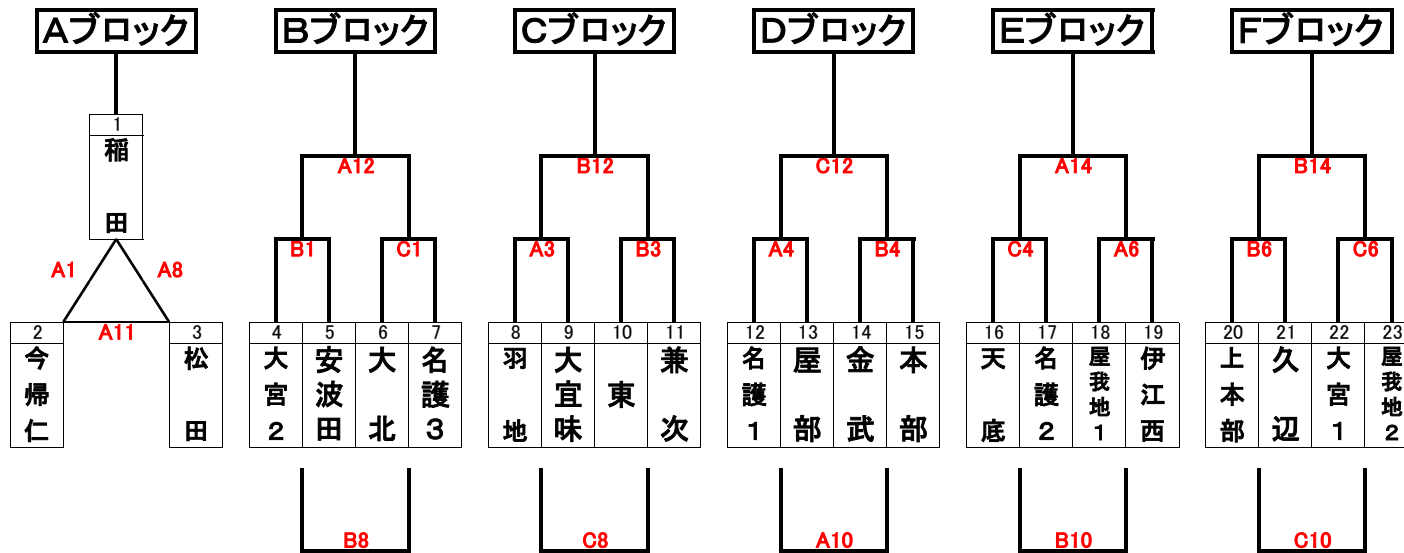 Aブロック
Bブロック
Cブロック
Dブロック
Eブロック
Fブロック
1
稲田
A12
B12
C12
A14
B14
A1
A8
B1
C1
A3
B3
A4
B4
C4
A6
B6
C6
A11
2
今帰仁
3
松田
4
大宮2
5
安波田
6
大北
7
名護3
8
羽地
9
大宜味
10
東
11
兼次
12
名護1
13
屋部
14
金武
15
本部
16
天底
17
名護2
18
屋我地1
19
伊江西
20
上本部
21
久辺
22
大宮1
23
屋我地2
B8
C8
A10
B10
C10